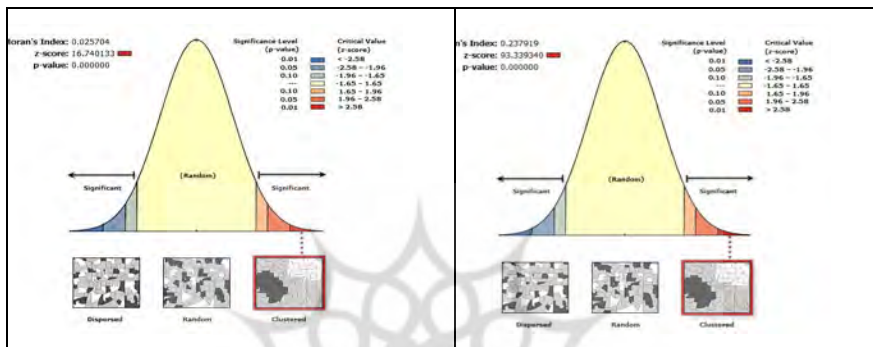 oran's Index: 0.025704
z-score: 16.740133
p-value: 0.000000
Significance Level
(p-value)
Critical Value
(z-score)
0.01 < -2.58
0.05 -2.58 – -1.96
0.10 -1.96 – -1.65
--- -1.65 – 1.65
0.10 1.65 – 1.96
0.05 1.96 – 2.58
0.01 > 2.58
(Random)
Significant
Significant
Dispersed
Random
Clustered
ran's Index: 0.237919
z-score: 93.339340
p-value: 0.000000
Significance Level
(p-value)
Critical Value
(z-score)
0.01 < -2.58
0.05 -2.58 – -1.96
0.10 -1.96 – -1.65
--- -1.65 – 1.65
0.10 1.65 – 1.96
0.05 1.96 – 2.58
0.01 > 2.58
(Random)
Significant
Significant
Dispersed
Random
Clustered